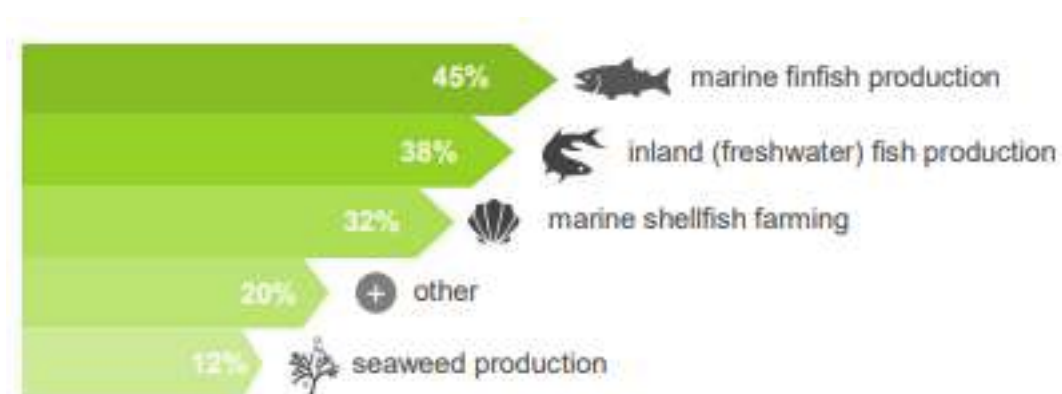 45% marine finfish production
38% inland (freshwater) fish production
32% marine shellfish farming
20% + other
12% seaweed production